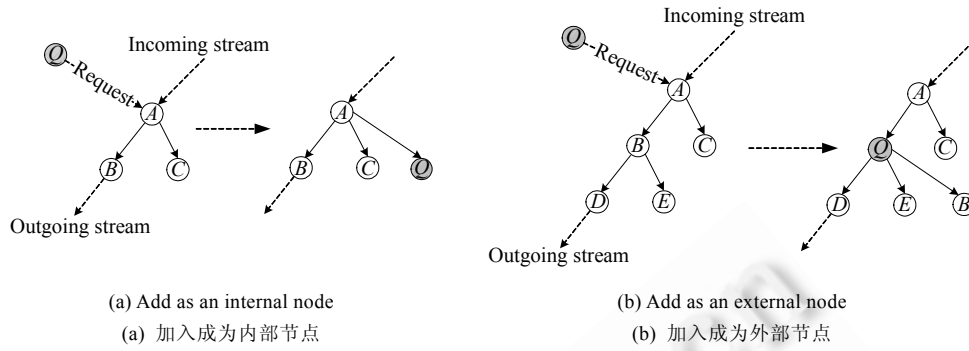 Incoming stream
Q
Request
A
B
C
Outgoing stream
A
B
C
Q
(a) Add as an internal node
(a) 加入成为内部节点
Incoming stream
Q
Request
A
B
C
D
E
Outgoing stream
A
Q
C
D
E
B
(b) Add as an external node
(b) 加入成为外部节点